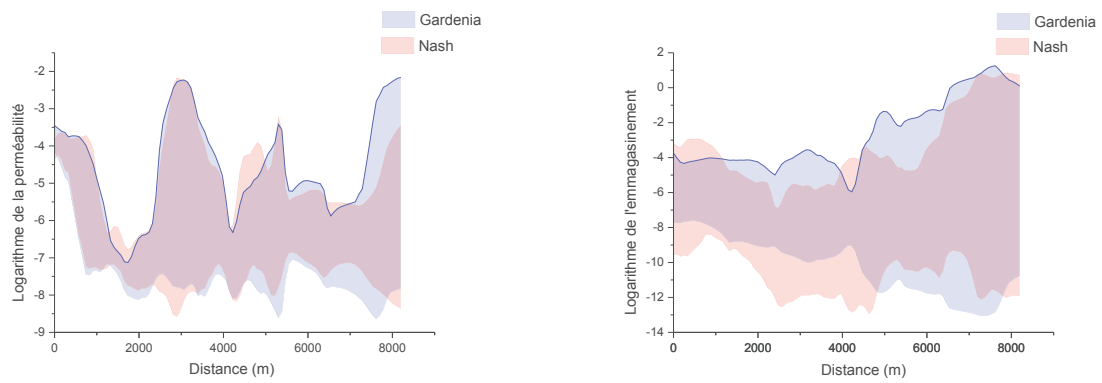 Gardenia
Nash
Logarithme de la perméabilité
-2
-3
-4
-5
-6
-7
-8
-9
0 2000 4000 6000 8000
Distance (m)
Gardenia
Nash
Logarithme de l'emmagasinement
2
0
-2
-4
-6
-8
-10
-12
-14
0 2000 4000 6000 8000
Distance (m)